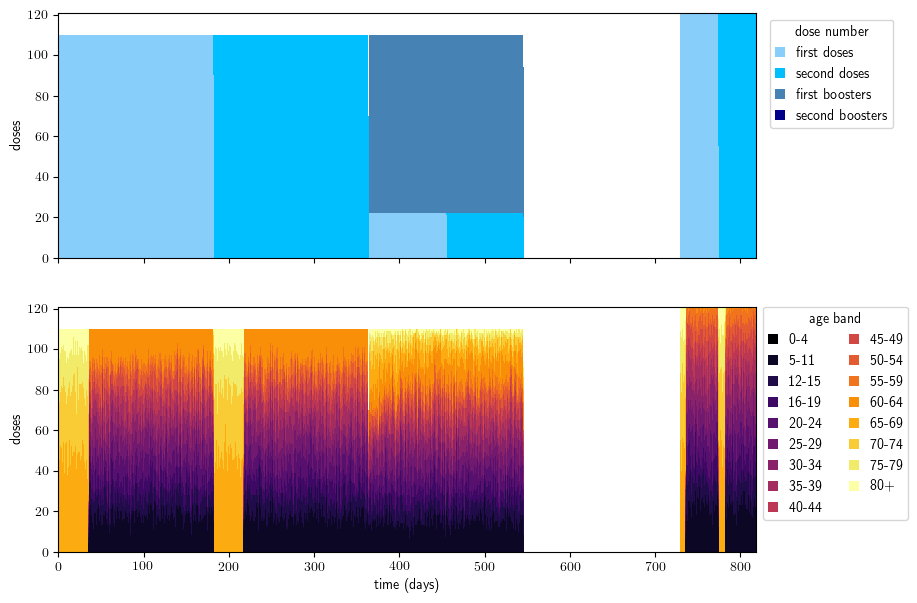 120
100
80
60
40
20
0
doses
dose number
first doses
second doses
first boosters
second boosters
120
100
80
60
40
20
0
doses
0 100 200 300 400 500 600 700 800
time (days)
age band
0-4 45-49
5-11 50-54
12-15 55-59
16-19 60-64
20-24 65-69
25-29 70-74
30-34 75-79
35-39 80+
40-44